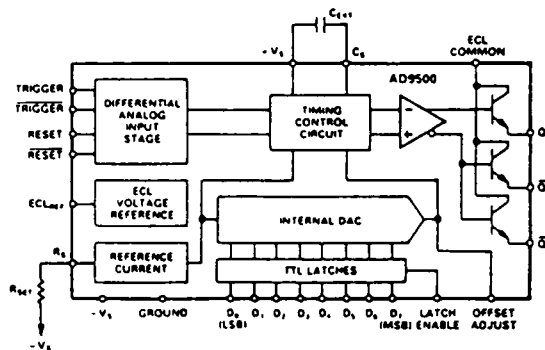 CEXT
-VS CS ECL COMMON
AD9500
TRIGGER
TRIGGER
RESET
RESET
DIFFERENTIAL
ANALOG
INPUT
STAGE
TIMING
CONTROL
CIRCUIT
Q
Q
Q
ECLREF
ECL
VOLTAGE
REFERENCE
INTERNAL DAC
RS
REFERENCE
CURRENT
TTL LATCHES
RSET
-VS
-VS GROUND D0 (LSB) D1 D2 D3 D4 D5 D6 D7 (MSB) LATCH ENABLE OFFSET ADJUST